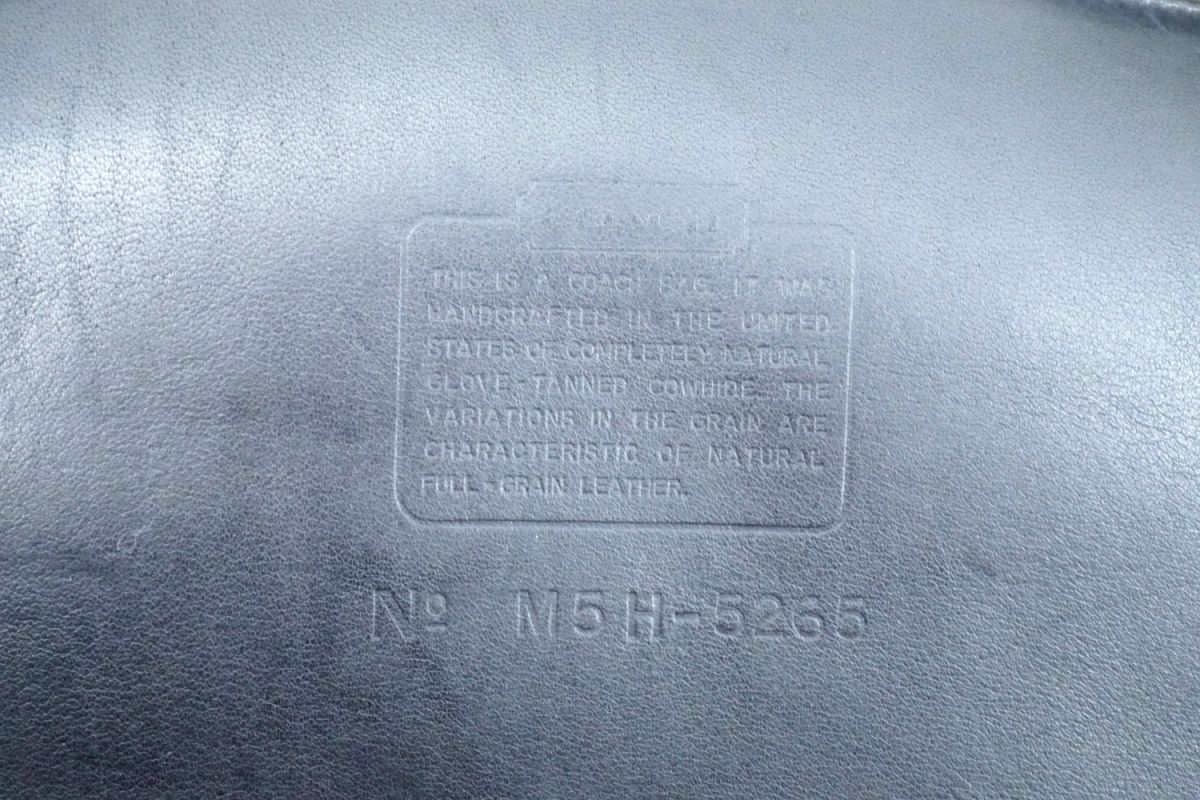 THIS IS A COACH BAG. IT WAS
HANDCRAFTED IN THE UNITED
STATES OF COMPLETELY NATURAL
GLOVE-TANNED COWHIDE. THE
VARIATIONS IN THE GRAIN ARE
CHARACTERISTIC OF NATURAL
FULL-GRAIN LEATHER.
No M5H-5265